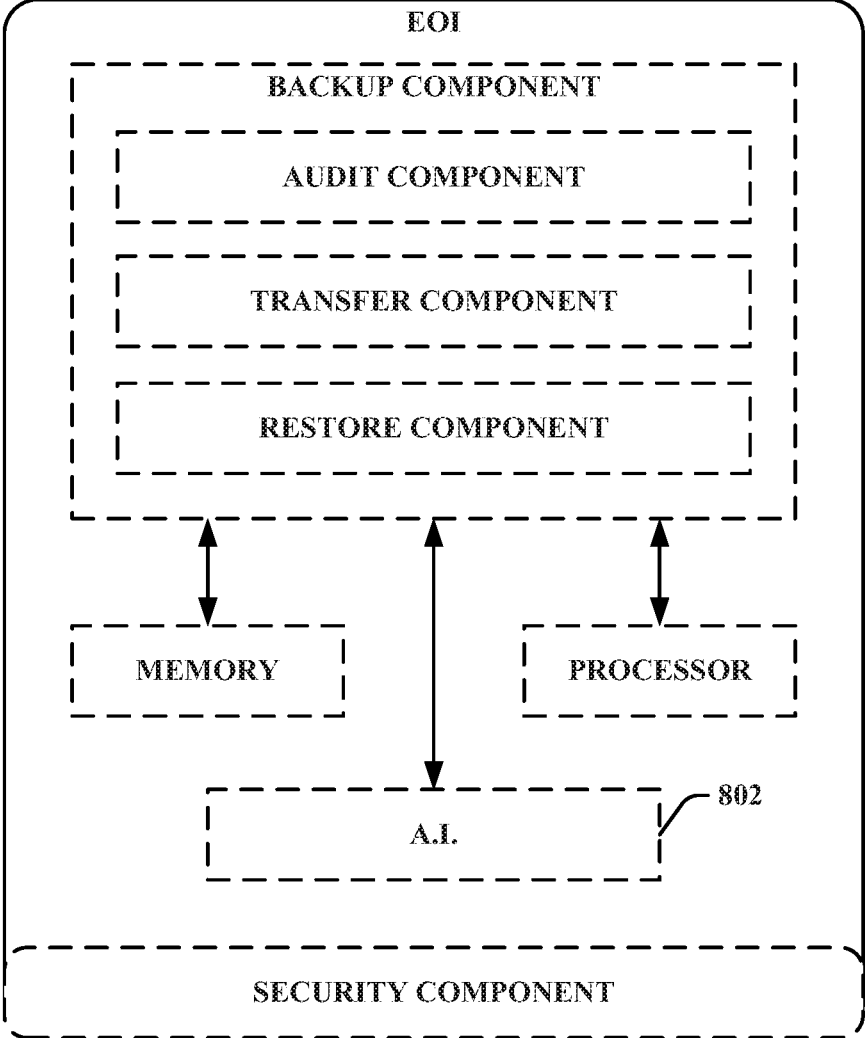 EOI
BACKUP COMPONENT
AUDIT COMPONENT
TRANSFER COMPONENT
RESTORE COMPONENT
MEMORY
PROCESSOR
802
A.I.
SECURITY COMPONENT